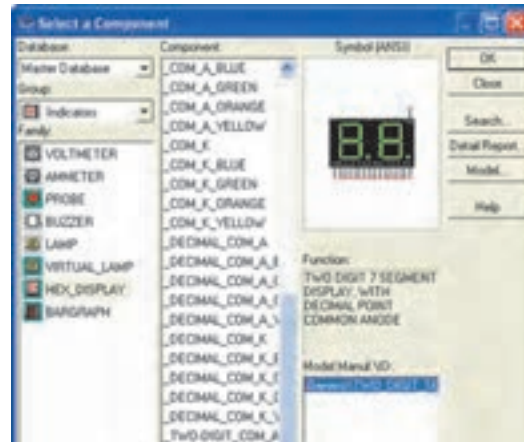 Select a Component
Database:
Master Database
Group:
Indicators
Family:
VOLTMETER
AMMETER
PROBE
BUZZER
LAMP
VIRTUAL_LAMP
HEX_DISPLAY
BARGRAPH
Component:
_COM_A_BLUE
_COM_A_GREEN
_COM_A_ORANGE
_COM_A_YELLOW
_COM_K
_COM_K_BLUE
_COM_K_GREEN
_COM_K_ORANGE
_COM_K_YELLOW
_DECIMAL_COM_A
_DECIMAL_COM_A_
_DECIMAL_COM_A_
_DECIMAL_COM_A_
_DECIMAL_COM_A_
_DECIMAL_COM_K
_DECIMAL_COM_K_
_DECIMAL_COM_K_
_DECIMAL_COM_K_
_DECIMAL_COM_K_
_TWO-DIGIT_COM_A
Symbol (ANSI)
8.8.
Function:
TWO DIGIT 7 SEGMENT
DISPLAY, WITH
DECIMAL POINT
COMMON ANODE
Model Manuf.\ID:
OK
Close
Search...
Detail Report...
Model...
Help